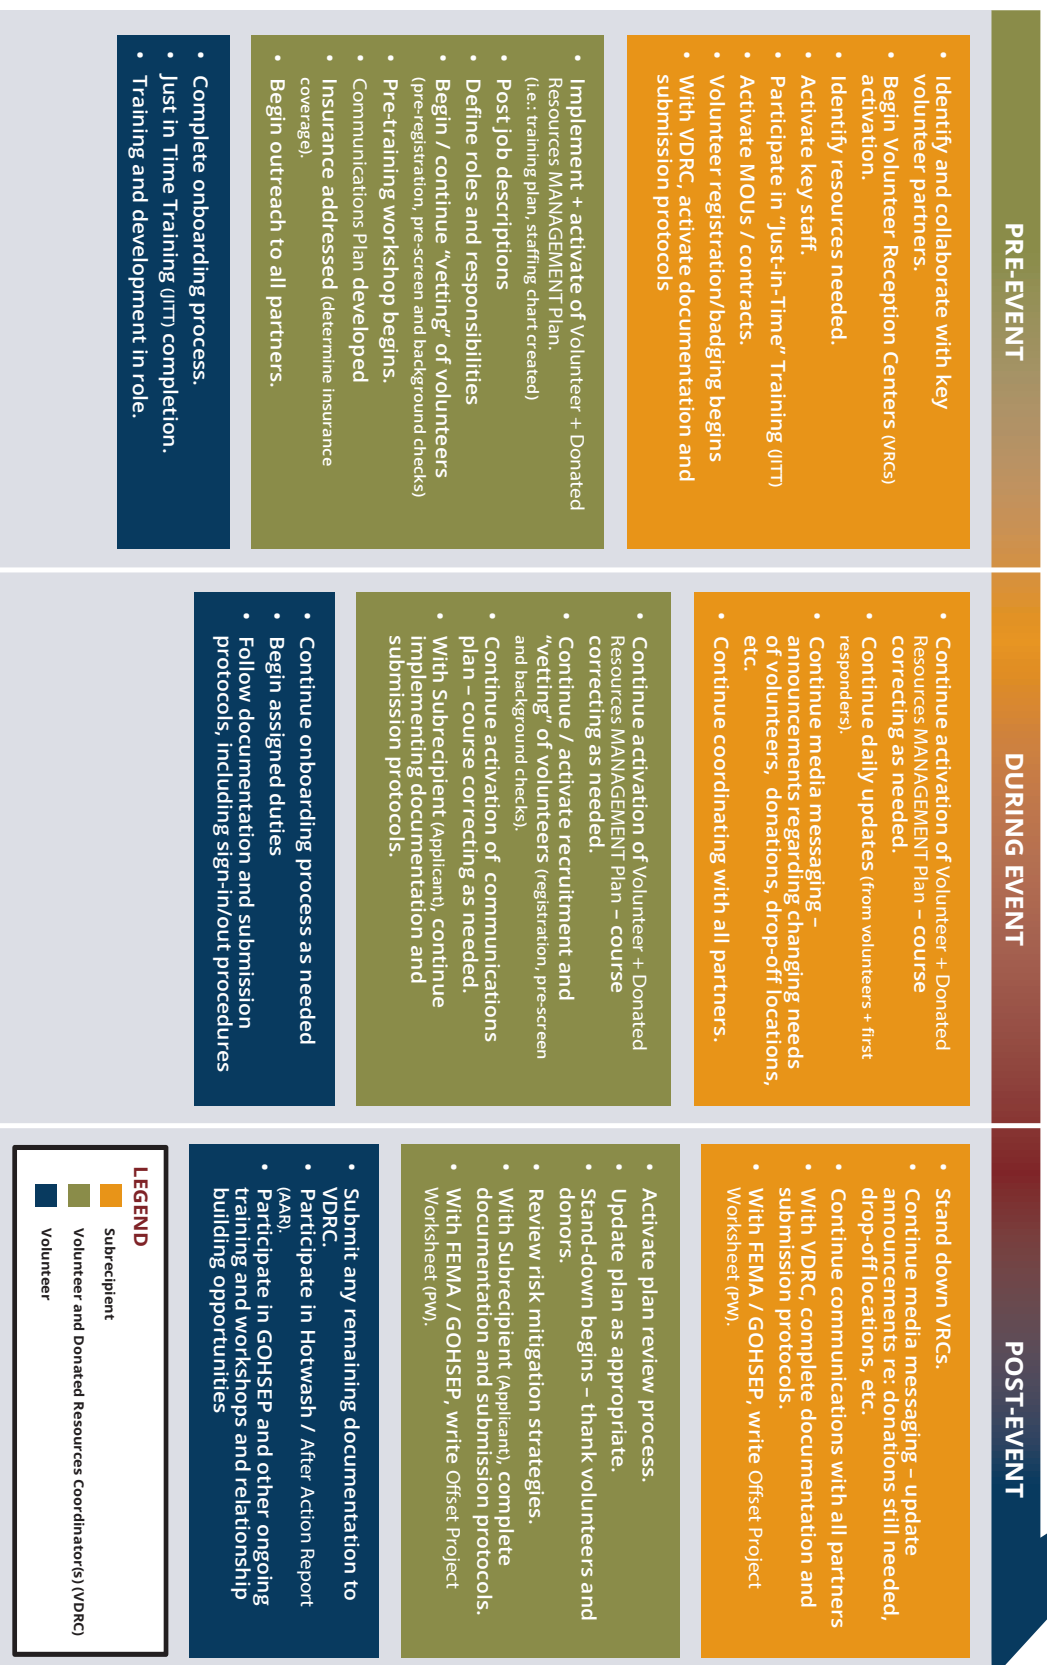 PRE-EVENT
• Identify and collaborate with key
volunteer partners.
• Begin Volunteer Reception Centers (VRCs)
activation.
• Identify resources needed.
• Activate key staff.
• Participate in “Just-in-Time” Training (JITT)
• Activate MOUs / contracts.
• Volunteer registration/badging begins
• With VDRC, activate documentation and
submission protocols
• Implement + activate of Volunteer + Donated
Resources MANAGEMENT Plan.
(i.e.: training plan, staffing chart created)
• Post job descriptions
• Define roles and responsibilities
• Begin / continue “vetting” of volunteers
(pre-registration, pre-screen and background checks)
• Pre-training workshop begins.
• Communications Plan developed
• Insurance addressed (determine insurance
coverage).
• Begin outreach to all partners.
• Complete onboarding process.
• Just in Time Training (JITT) completion.
• Training and development in role.
DURING EVENT
• Continue activation of Volunteer + Donated
Resources MANAGEMENT Plan – course
correcting as needed.
• Continue daily updates (from volunteers + first
responders).
• Continue media messaging –
announcements regarding changing needs
of volunteers, donations, drop-off locations,
etc.
• Continue coordinating with all partners.
• Continue activation of Volunteer + Donated
Resources MANAGEMENT Plan – course
correcting as needed.
• Continue / activate recruitment and
“vetting” of volunteers (registration, pre-screen
and background checks).
• Continue activation of communications
plan – course correcting as needed.
• With Subrecipient (Applicant), continue
implementing documentation and
submission protocols.
• Continue onboarding process as needed
• Begin assigned duties
• Follow documentation and submission
protocols, including sign-in/out procedures
POST-EVENT
• Stand down VRCs.
• Continue media messaging – update
announcements re: donations still needed,
drop-off locations, etc.
• Continue communications with all partners
• With VDRC, complete documentation and
submission protocols.
• With FEMA / GOHSEP, write Offset Project
Worksheet (PW).
• Activate plan review process.
• Update plan as appropriate.
• Stand-down begins – thank volunteers and
donors.
• Review risk mitigation strategies.
• With Subrecipient (Applicant), complete
documentation and submission protocols.
• With FEMA / GOHSEP, write Offset Project
Worksheet (PW).
• Submit any remaining documentation to
VDRC.
• Participate in Hotwash / After Action Report
(AAR).
• Participate in GOHSEP and other ongoing
training and workshops and relationship
building opportunities
LEGEND
Subrecipient
Volunteer and Donated Resources Coordinator(s) (VDRC)
Volunteer